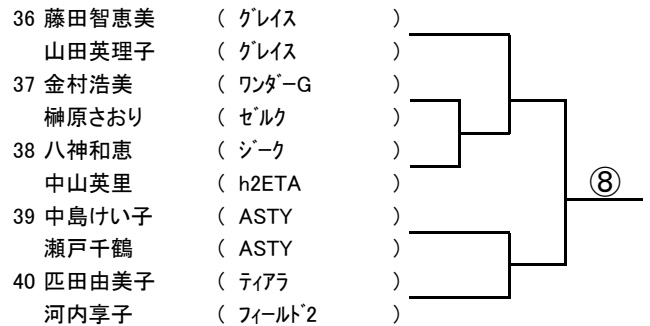 36 藤田智恵美 ( グレイス )
山田英理子 ( グレイス )
37 金村浩美 ( ワンダーG )
榊原さおり ( ゼルク )
38 八神和恵 ( ジーク )
中山英里 ( h2ETA )
⑧
39 中島けい子 ( ASTY )
瀬戸千鶴 ( ASTY )
40 匹田由美子 ( ティアラ )
河内享子 ( フィールド2 )